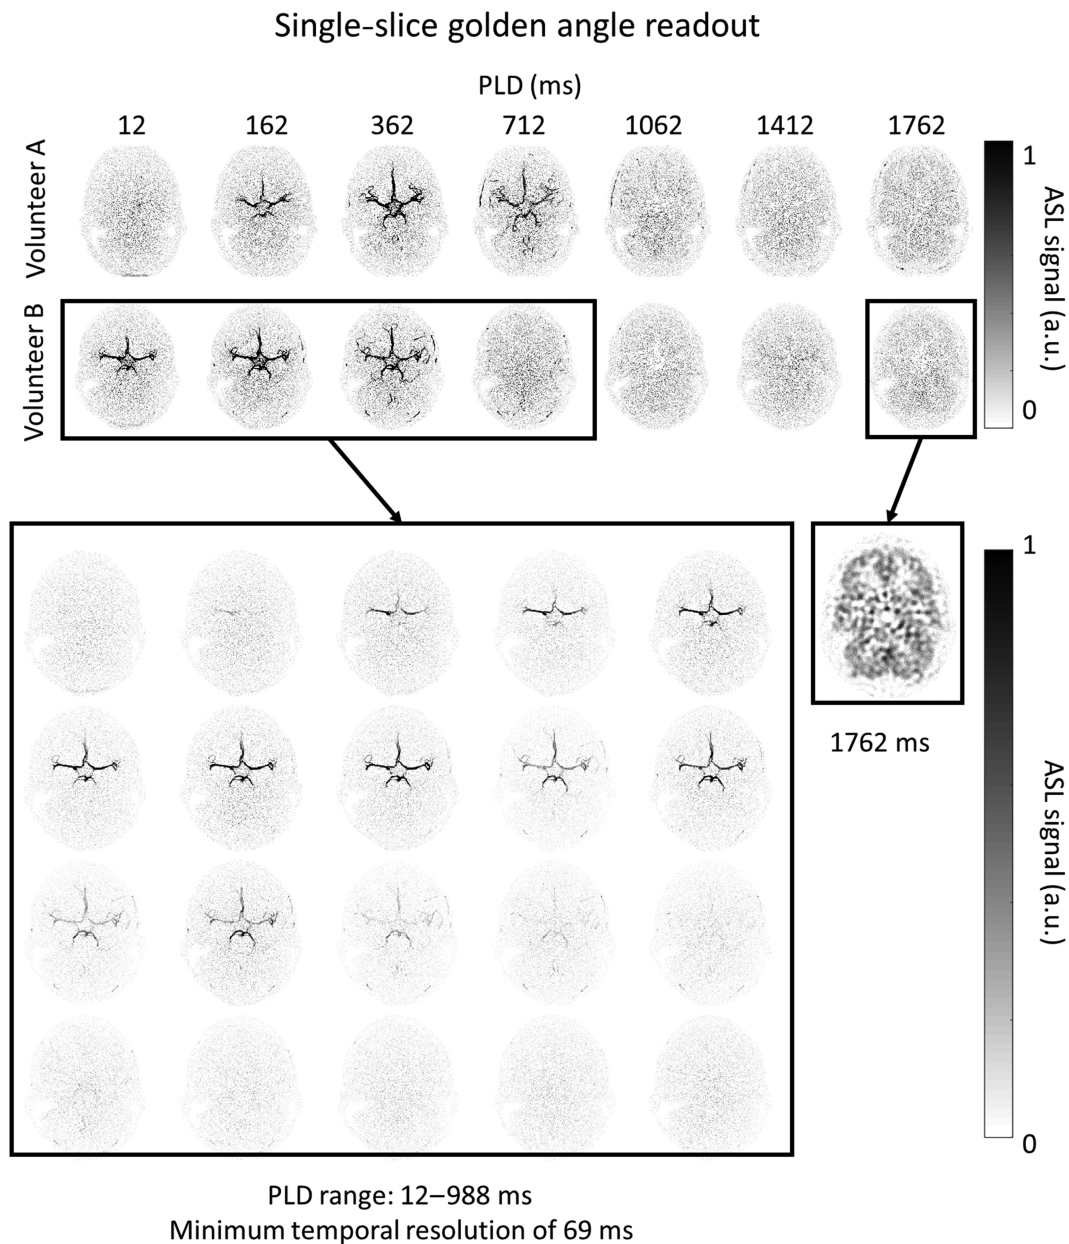 Single-slice golden angle readout
PLD (ms)
12 162 362 712 1062 1412 1762
Volunteer A
1
ASL signal (a.u.)
0
Volunteer B
1
1762 ms
ASL signal (a.u.)
0
PLD range: 12–988 ms
Minimum temporal resolution of 69 ms